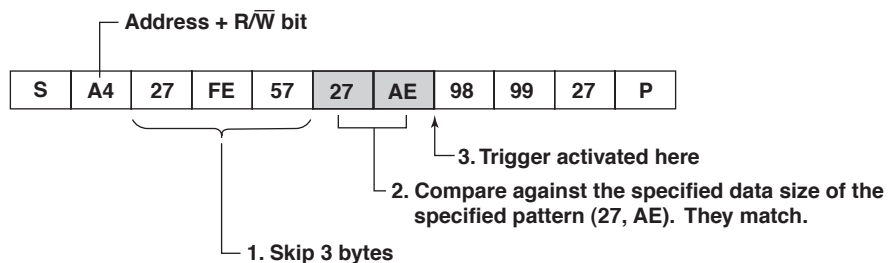 Address + R/W̅ bit
S A4 27 FE 57 27 AE 98 99 27 P
3. Trigger activated here
2. Compare against the specified data size of the
specified pattern (27, AE). They match.
1. Skip 3 bytes